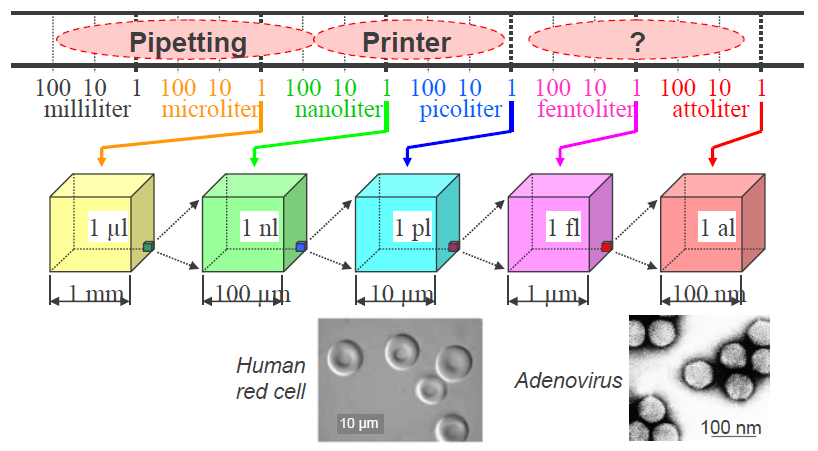 Pipetting Printer ?
100 10 1 100 10 1 100 10 1 100 10 1 100 10 1 100 10 1
milliliter microliter nanoliter picoliter femtoliter attoliter
1 µl 1 nl 1 pl 1 fl 1 al
1 mm 100 µm 10 µm 1 µm 100 nm
Human
red cell
10 µm
Adenovirus
100 nm